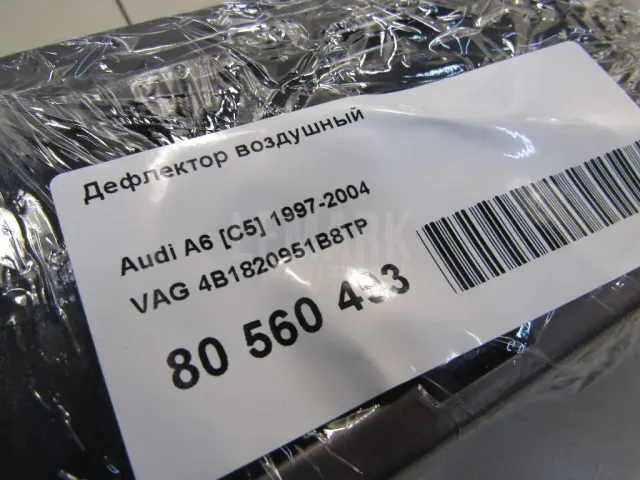 Дефлектор воздушный
Audi A6 [C5] 1997-2004
VAG 4B1820951B8TP
80 560 493